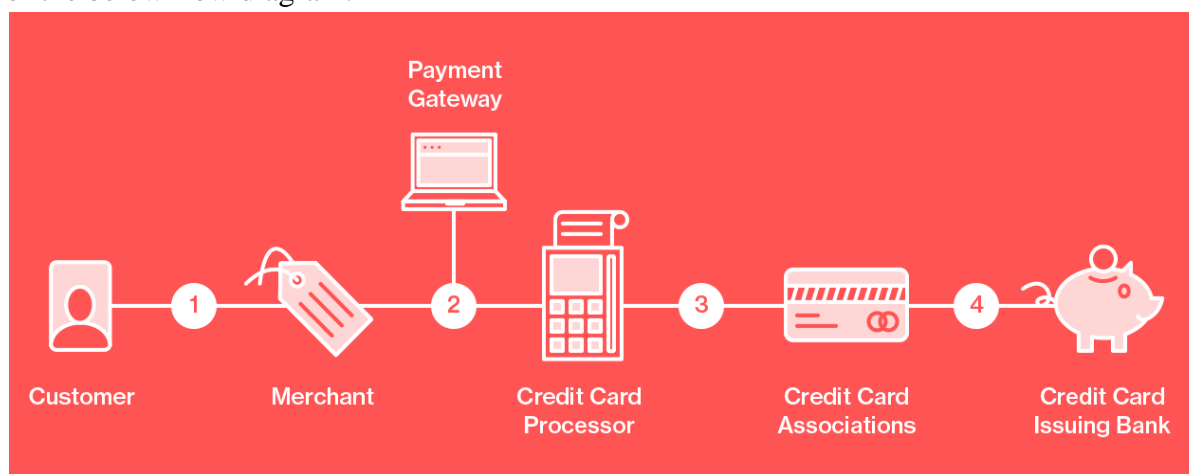 Payment
Gateway
1
2
3
4
Customer
Merchant
Credit Card
Processor
Credit Card
Associations
Credit Card
Issuing Bank